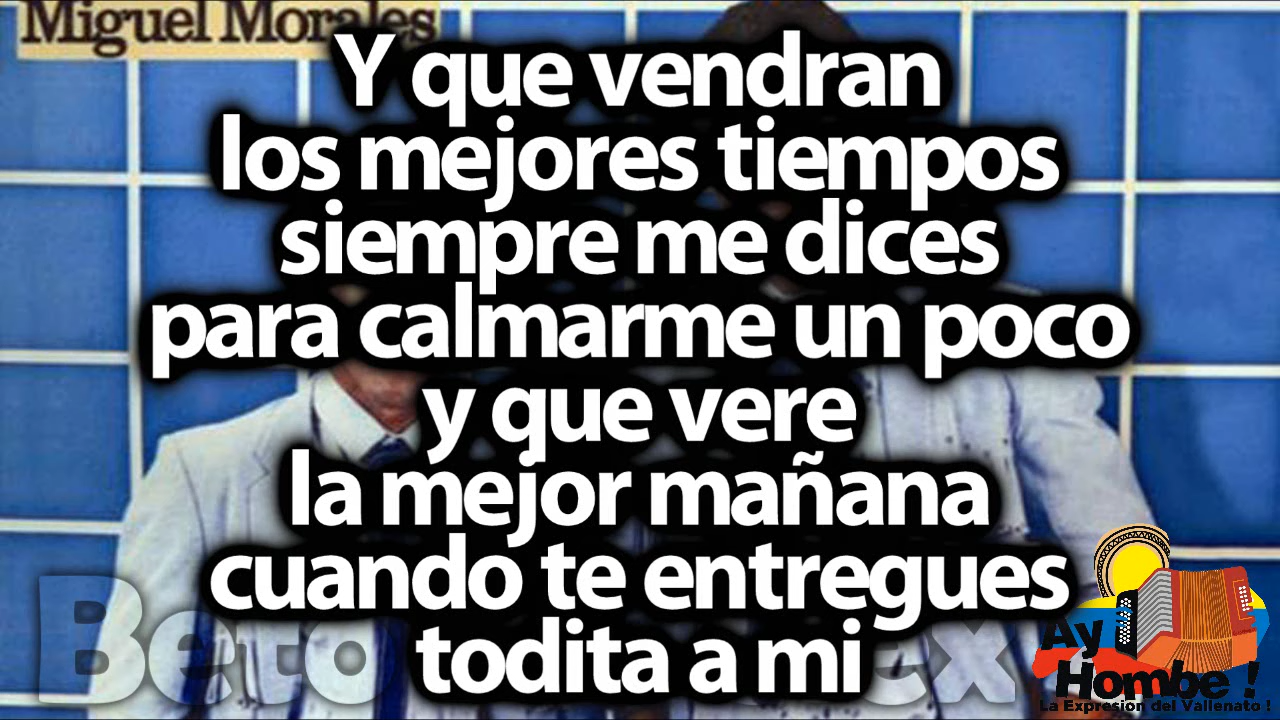 Miguel Morales
Y que vendran
los mejores tiempos
siempre me dices
para calmarme un poco
y que vere
la mejor mañana
cuando te entregues
todita a mi
Beto
Ay
Hombe !
La Expresion del Vallenato !